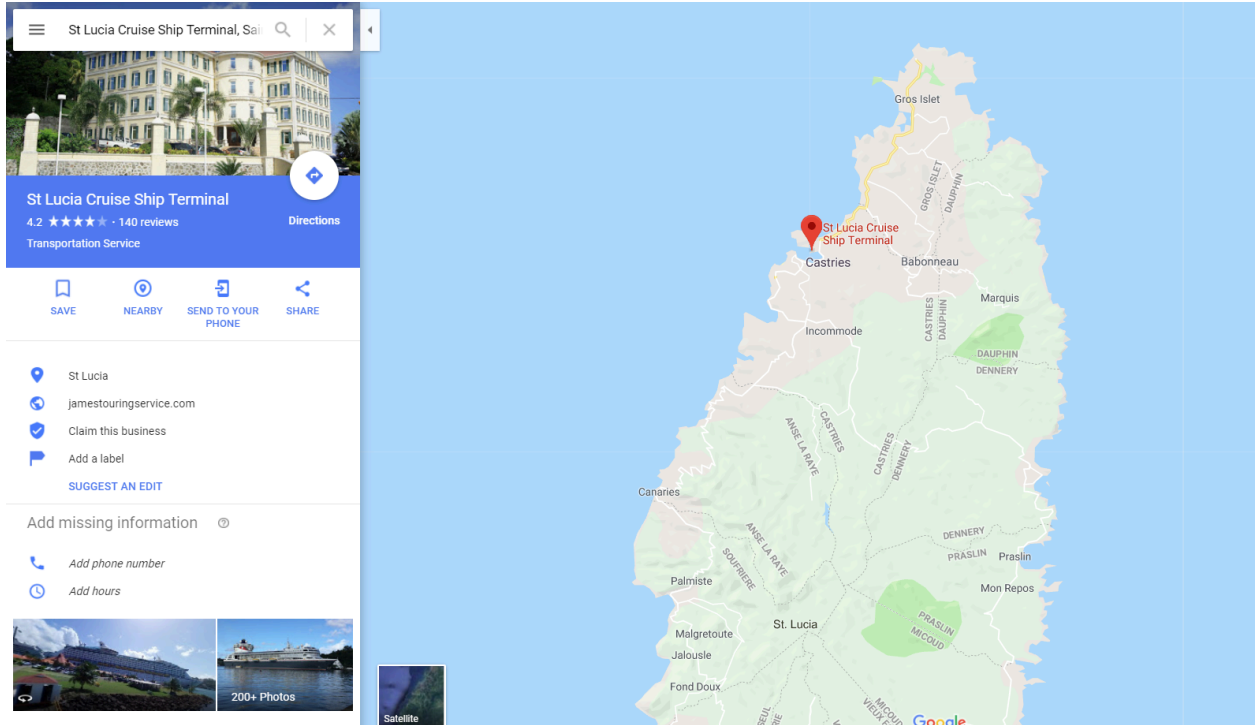 St Lucia Cruise Ship Terminal, Sai
St Lucia Cruise Ship Terminal
4.2 · 140 reviews
Directions
Transportation Service
SAVE
NEARBY
SEND TO YOUR
PHONE
SHARE
St Lucia
jamestouringservice.com
Claim this business
Add a label
SUGGEST AN EDIT
Add missing information
Add phone number
Add hours
200+ Photos
Satellite
Gros Islet
GROS ISLET
DAUPHIN
St Lucia Cruise
Ship Terminal
Castries
Babonneau
Marquis
CASTRIES
DAUPHIN
Incommode
DAUPHIN
DENNERY
ANSE LA RAYE
CASTRIES
CASTRIES
DENNERY
Canaries
ANSE LA RAYE
SOUFRIERE
DENNERY
PRASLIN
Praslin
Palmiste
Mon Repos
St. Lucia
PRASLIN
MICOUD
Malgretoute
Jalousie
Fond Doux
MICOUD
Google